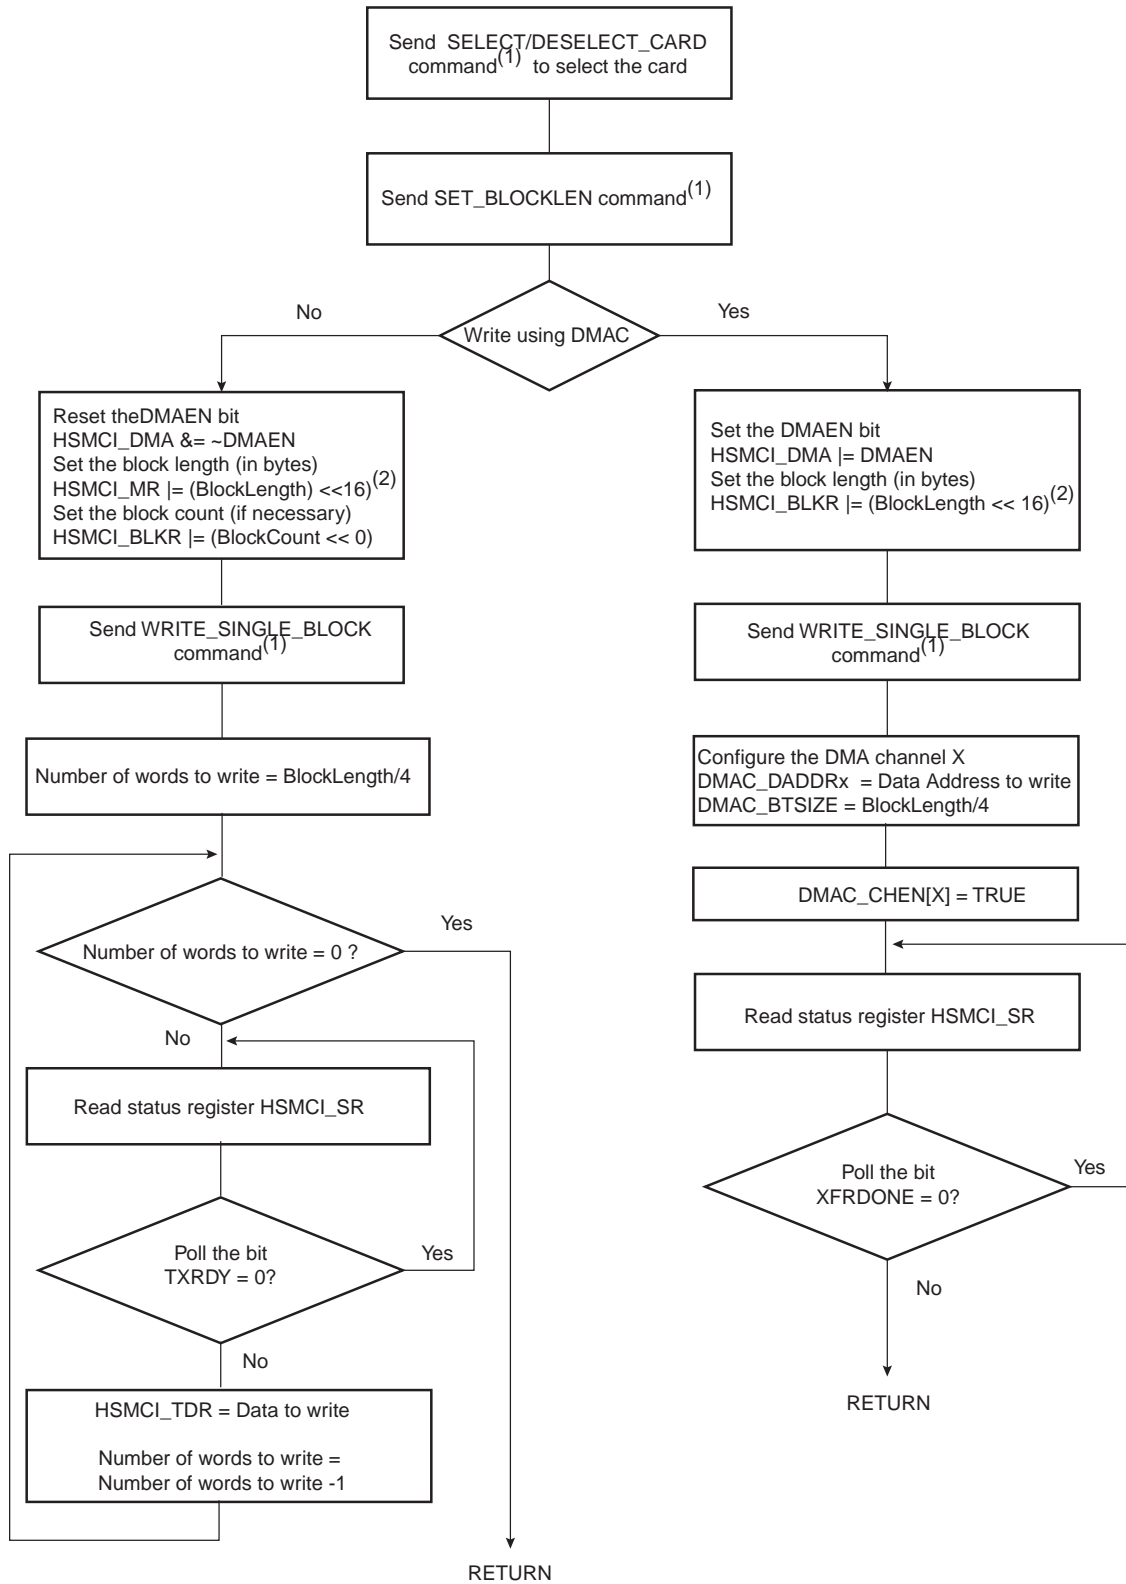 Send SELECT/DESELECT_CARD
command(1) to select the card
Send SET_BLOCKLEN command(1)
No
Yes
Write using DMAC
Reset theDMAEN bit
HSMCI_DMA &= ~DMAEN
Set the block length (in bytes)
HSMCI_MR |= (BlockLength) <<16)(2)
Set the block count (if necessary)
HSMCI_BLKR |= (BlockCount << 0)
Send WRITE_SINGLE_BLOCK
command(1)
Number of words to write = BlockLength/4
Number of words to write = 0 ?
Yes
No
Read status register HSMCI_SR
Poll the bit
TXRDY = 0?
Yes
No
HSMCI_TDR = Data to write
Number of words to write =
Number of words to write -1
RETURN
Set the DMAEN bit
HSMCI_DMA |= DMAEN
Set the block length (in bytes)
HSMCI_BLKR |= (BlockLength << 16)(2)
Send WRITE_SINGLE_BLOCK
command(1)
Configure the DMA channel X
DMAC_DADDRx = Data Address to write
DMAC_BTSIZE = BlockLength/4
DMAC_CHEN[X] = TRUE
Read status register HSMCI_SR
Poll the bit
XFRDONE = 0?
Yes
No
RETURN